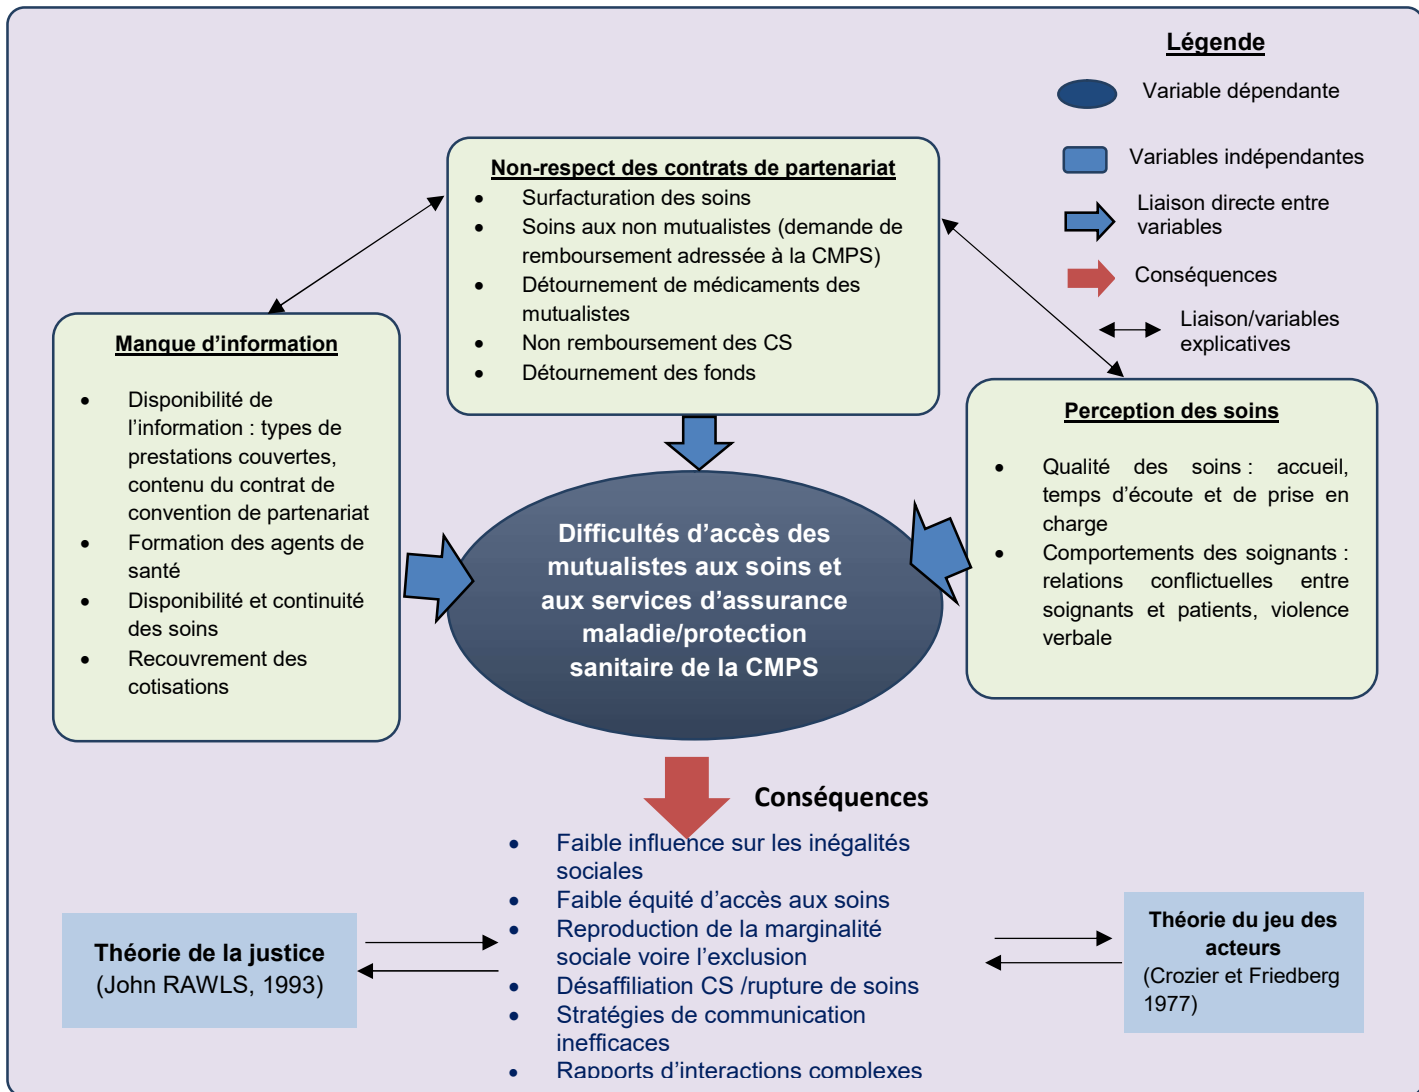 Légende
Variable dépendante
Variables indépendantes
Liaison directe entre
variables
Conséquences
Liaison/variables
explicatives
Non-respect des contrats de partenariat
• Surfacturation des soins
• Soins aux non mutualistes (demande de
remboursement adressée à la CMPS)
• Détournement de médicaments des
mutualistes
• Non remboursement des CS
• Détournement des fonds
Manque d’information
• Disponibilité de
l’information : types de
prestations couvertes,
contenu du contrat de
convention de partenariat
• Formation des agents de
santé
• Disponibilité et continuité
des soins
• Recouvrement des
cotisations
Difficultés d’accès des
mutualistes aux soins et
aux services d’assurance
maladie/protection
sanitaire de la CMPS
Perception des soins
• Qualité des soins : accueil,
temps d’écoute et de prise en
charge
• Comportements des soignants :
relations conflictuelles entre
soignants et patients, violence
verbale
Conséquences
• Faible influence sur les inégalités
sociales
• Faible équité d’accès aux soins
• Reproduction de la marginalité
sociale voire l’exclusion
• Désaffiliation CS /rupture de soins
• Stratégies de communication
inefficaces
• Rapports d’interactions complexes
Théorie de la justice
(John RAWLS, 1993)
Théorie du jeu des
acteurs
(Crozier et Friedberg
1977)